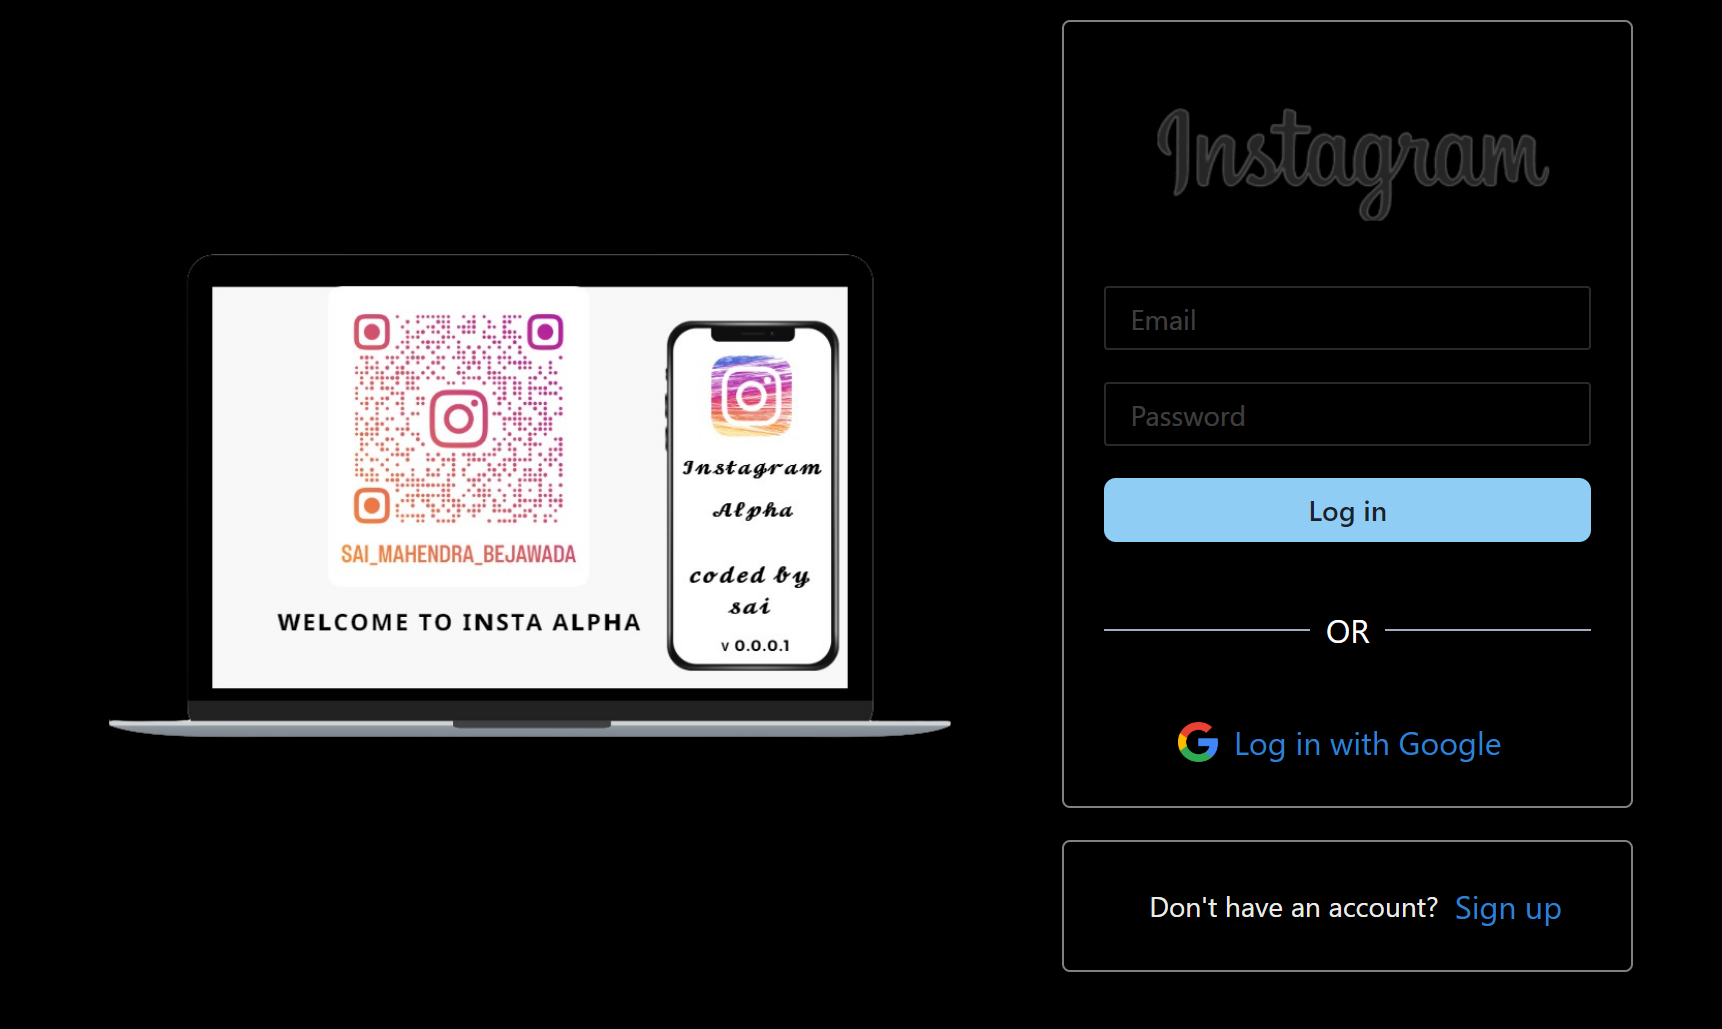 SAI_MAHENDRA_BEJAWADA
WELCOME TO INSTA ALPHA
Instagram
Alpha
coded by
sai
v 0.0.0.1
Instagram
Email
Password
Log in
OR
Log in with Google
Don't have an account? Sign up